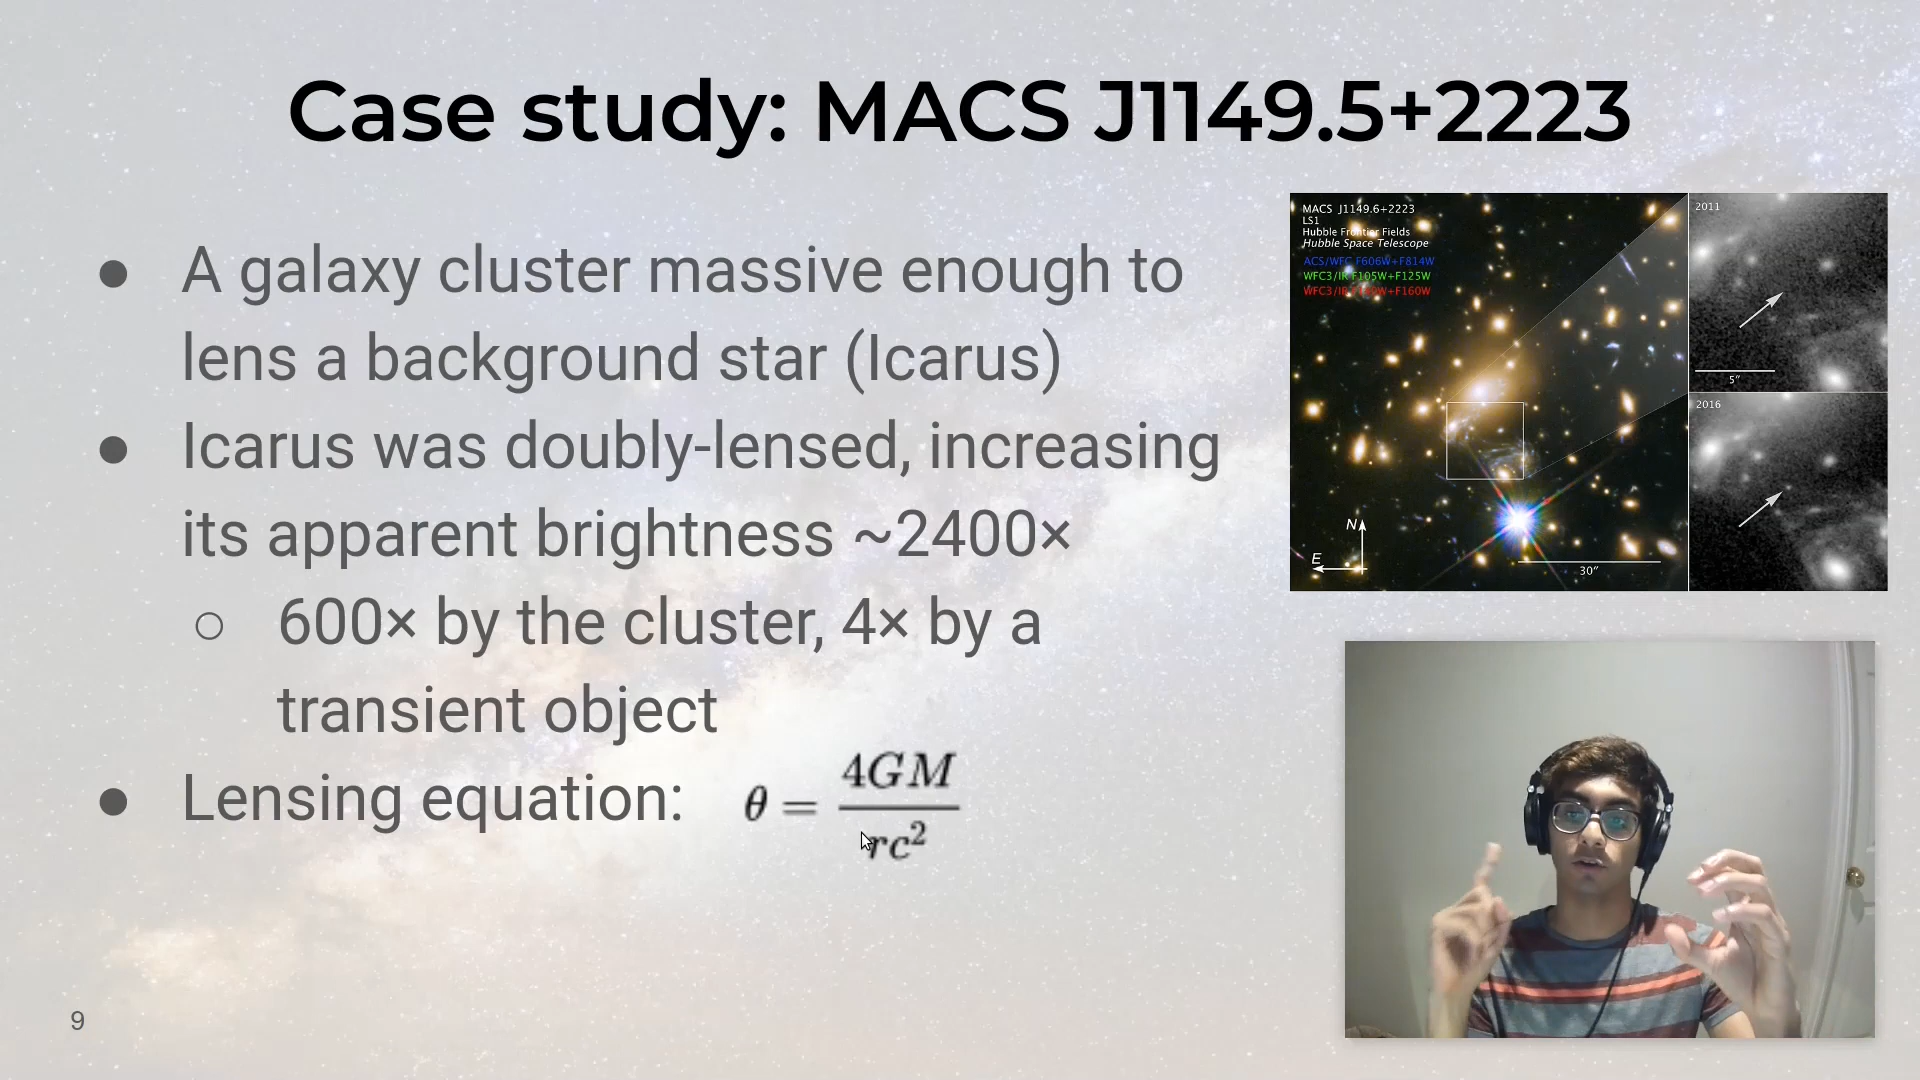 Case study: MACS J1149.5+2223
● A galaxy cluster massive enough to
lens a background star (Icarus)
● Icarus was doubly-lensed, increasing
its apparent brightness ~2400×
○ 600× by the cluster, 4× by a
transient object
● Lensing equation: θ = 4GM / rc²
9
MACS J1149.6+2223
LS1
Hubble Frontier Fields
Hubble Space Telescope
ACS/WFC F606W+F814W
WFC3/IR F105W+F125W
WFC3/IR F160W
N
E
30″
2011
5″
2016